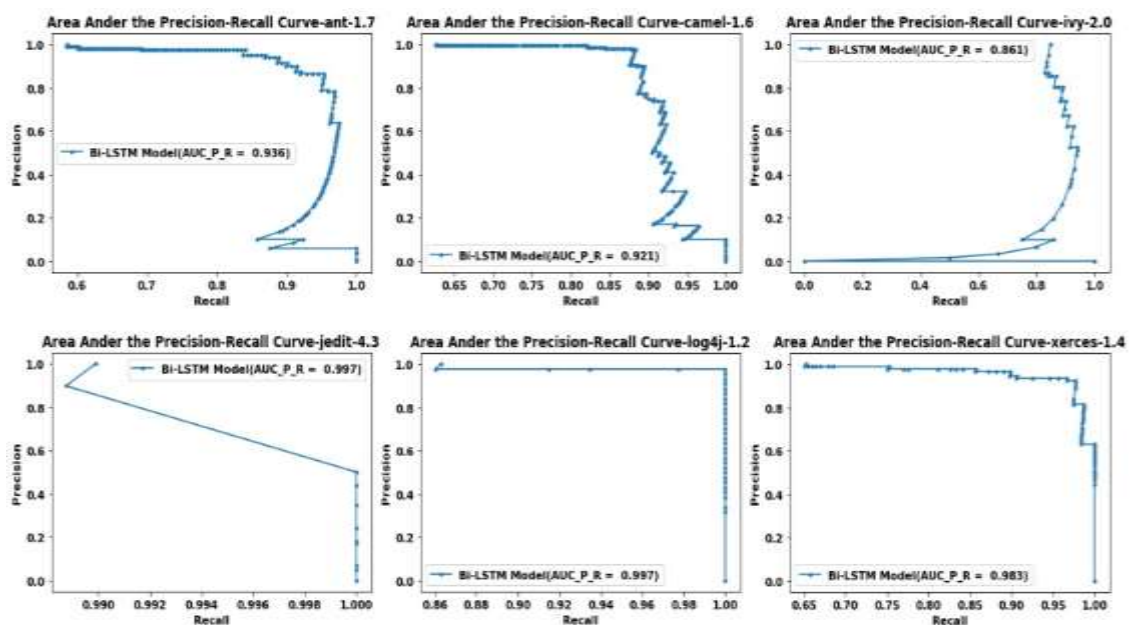 Area Ander the Precision-Recall Curve-ant-1.7
1.0
0.8
0.6
0.4
0.2
0.0
Precision
Bi-LSTM Model(AUC_P_R = 0.936)
0.6 0.7 0.8 0.9 1.0
Recall
Area Ander the Precision-Recall Curve-camel-1.6
1.0
0.8
0.6
0.4
0.2
0.0
Precision
Bi-LSTM Model(AUC_P_R = 0.921)
0.65 0.70 0.75 0.80 0.85 0.90 0.95 1.00
Recall
Area Ander the Precision-Recall Curve-ivy-2.0
1.0
0.8
0.6
0.4
0.2
0.0
Precision
Bi-LSTM Model(AUC_P_R = 0.861)
0.0 0.2 0.4 0.6 0.8 1.0
Recall
Area Ander the Precision-Recall Curve-jedit-4.3
1.0
0.8
0.6
0.4
0.2
0.0
Precision
Bi-LSTM Model(AUC_P_R = 0.997)
0.990 0.992 0.994 0.996 0.998 1.000
Recall
Area Ander the Precision-Recall Curve-log4j-1.2
1.0
0.8
0.6
0.4
0.2
0.0
Precision
Bi-LSTM Model(AUC_P_R = 0.997)
0.86 0.88 0.90 0.92 0.94 0.96 0.98 1.00
Recall
Area Ander the Precision-Recall Curve-xerces-1.4
1.0
0.8
0.6
0.4
0.2
0.0
Precision
Bi-LSTM Model(AUC_P_R = 0.983)
0.65 0.70 0.75 0.80 0.85 0.90 0.95 1.00
Recall